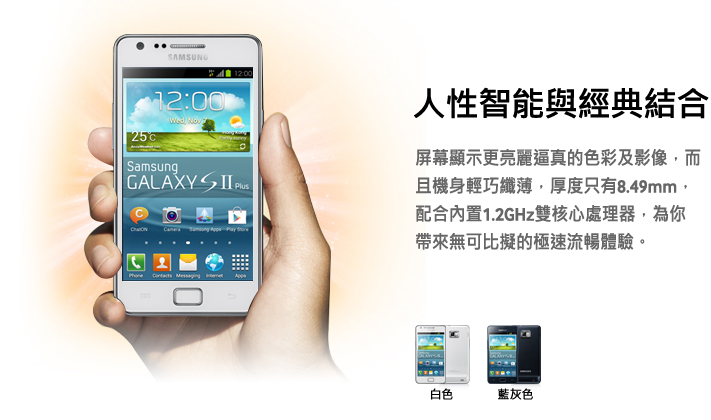 SAMSUNG
12:00
12:00
Wed, Nov 7
Hong Kong
25°C
Samsung
GALAXY S II Plus
ChatON Camera Samsung Apps Play Store
Phone Contacts Messaging Internet Apps
人性智能與經典結合
屏幕顯示更亮麗逼真的色彩及影像，而
且機身輕巧纖薄，厚度只有8.49mm，
配合內置1.2GHz雙核心處理器，為你
帶來無可比擬的極速流暢體驗。
白色 藍灰色